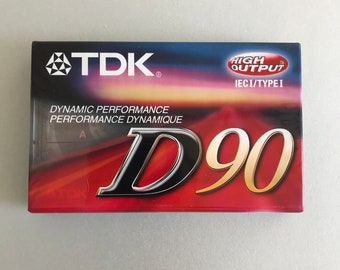 TDK
HIGH
OUTPUT
IEC I/TYPE I
DYNAMIC PERFORMANCE
PERFORMANCE DYNAMIQUE
A
D90